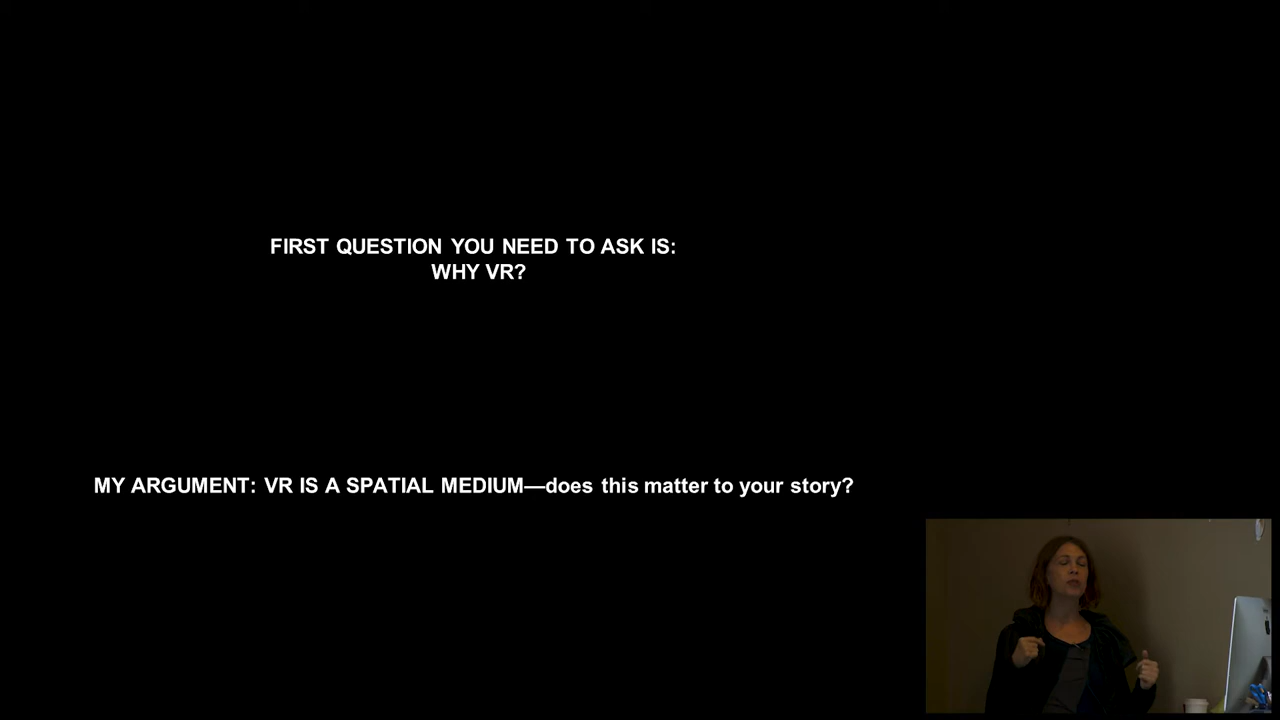 FIRST QUESTION YOU NEED TO ASK IS:
WHY VR?
MY ARGUMENT: VR IS A SPATIAL MEDIUM—does this matter to your story?